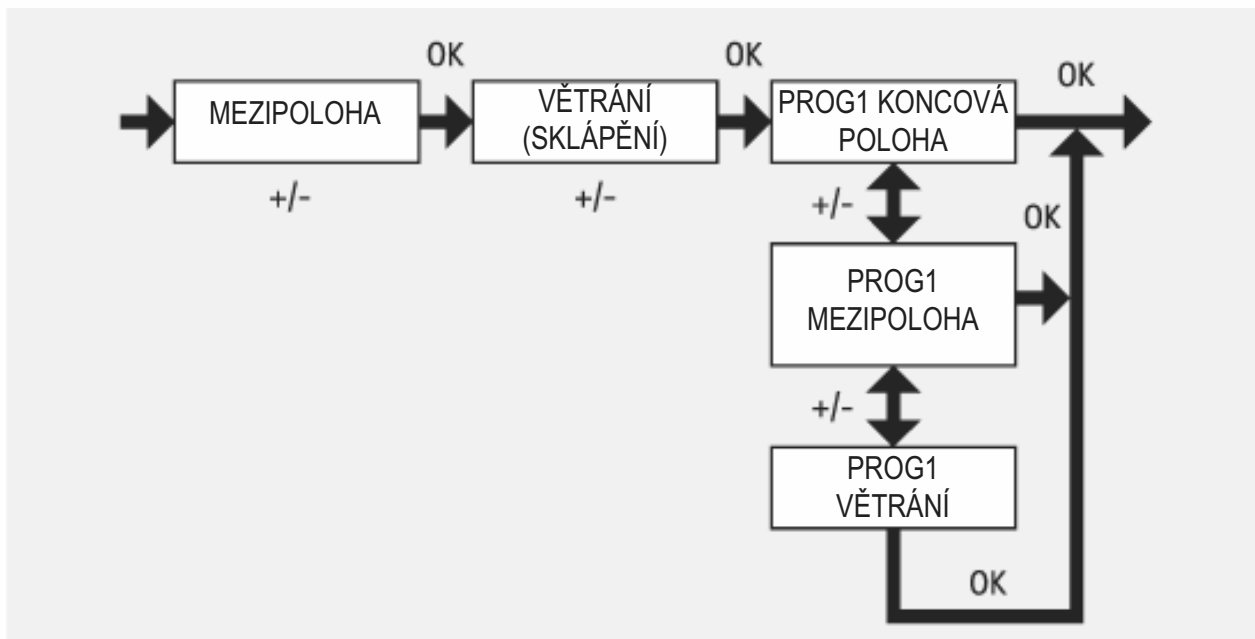 OK
OK
OK
MEZIPOLOHA
VĚTRÁNÍ
(SKLÁPĚNÍ)
PROG1 KONCOVÁ
POLOHA
+/-
+/-
+/-
OK
PROG1
MEZIPOLOHA
+/-
PROG1
VĚTRÁNÍ
OK